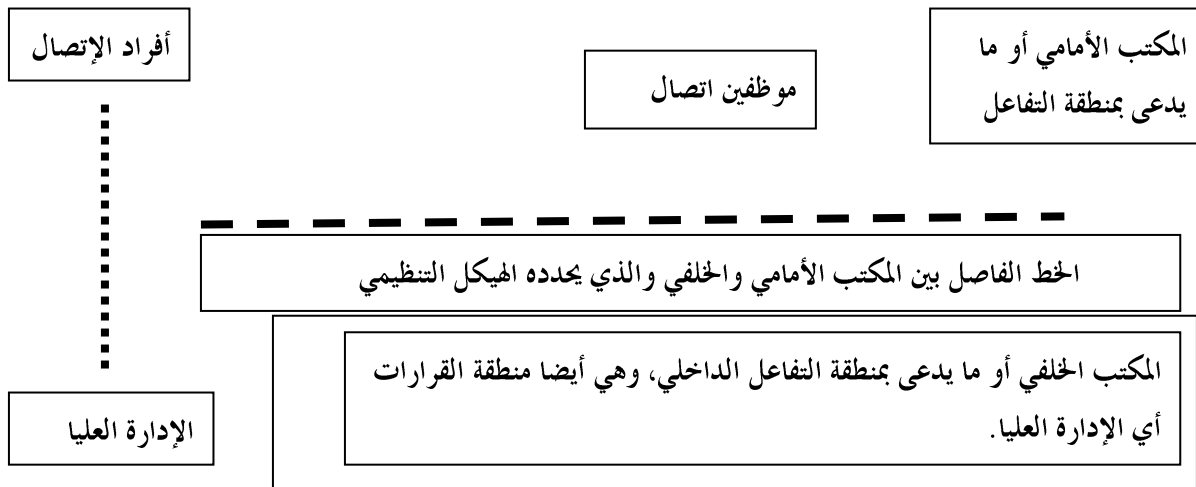 المكتب الأمامي أو ما
يدعى بمنطقة التفاعل
موظفين اتصال
أفراد الإتصال
الخط الفاصل بين المكتب الأمامي والخلفي والذي يحدده الهيكل التنظيمي
المكتب الخلفي أو ما يدعى بمنطقة التفاعل الداخلي، وهي أيضا منطقة القرارات
أي الإدارة العليا.
الإدارة العليا